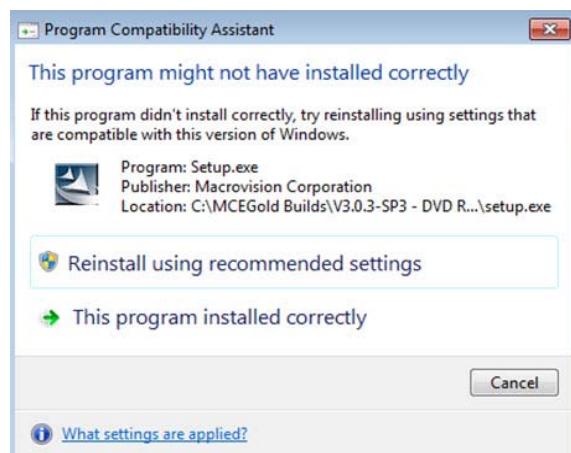 Program Compatibility Assistant
This program might not have installed correctly
If this program didn't install correctly, try reinstalling using settings that
are compatible with this version of Windows.
Program: Setup.exe
Publisher: Macrovision Corporation
Location: C:\MCEGold Builds\V3.0.3-SP3 - DVD R...\setup.exe
Reinstall using recommended settings
This program installed correctly
Cancel
What settings are applied?